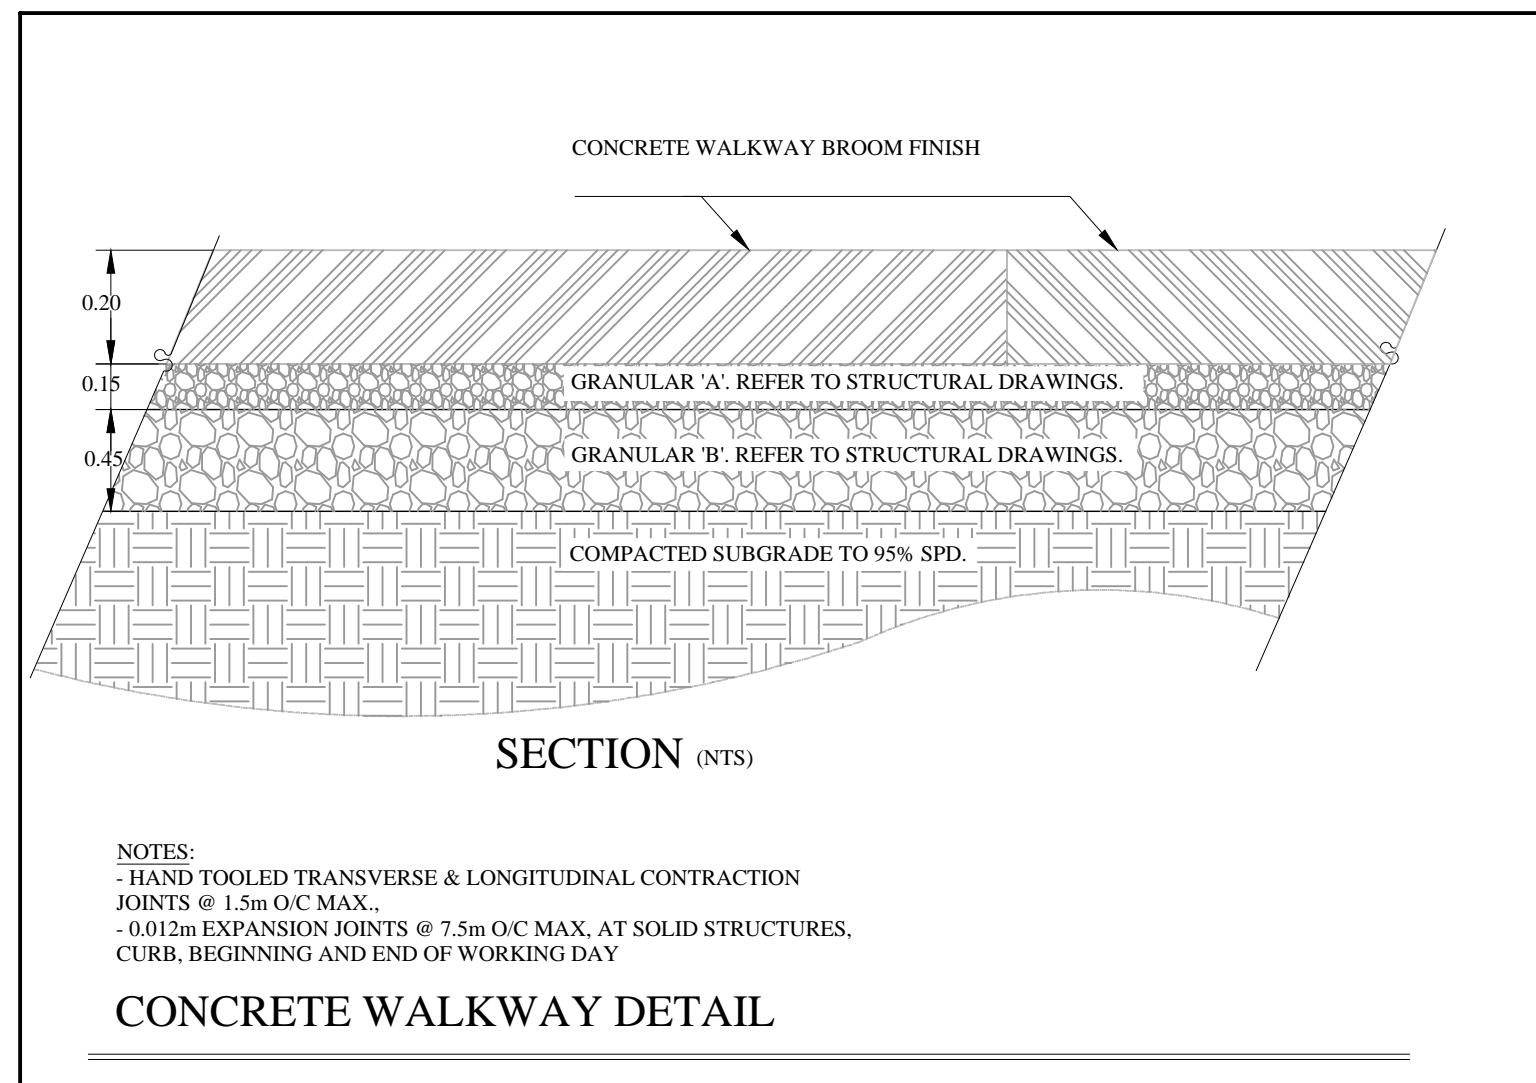 CONCRETE WALKWAY BROOM FINISH
0.20
0.15
GRANULAR 'A'. REFER TO STRUCTURAL DRAWINGS.
0.45
GRANULAR 'B'. REFER TO STRUCTURAL DRAWINGS.
COMPACTED SUBGRADE TO 95% SPD.
SECTION (NTS)
NOTES:
- HAND TOOLED TRANSVERSE & LONGITUDINAL CONTRACTION
JOINTS @ 1.5m O/C MAX.,
- 0.012m EXPANSION JOINTS @ 7.5m O/C MAX, AT SOLID STRUCTURES,
CURB, BEGINNING AND END OF WORKING DAY
CONCRETE WALKWAY DETAIL